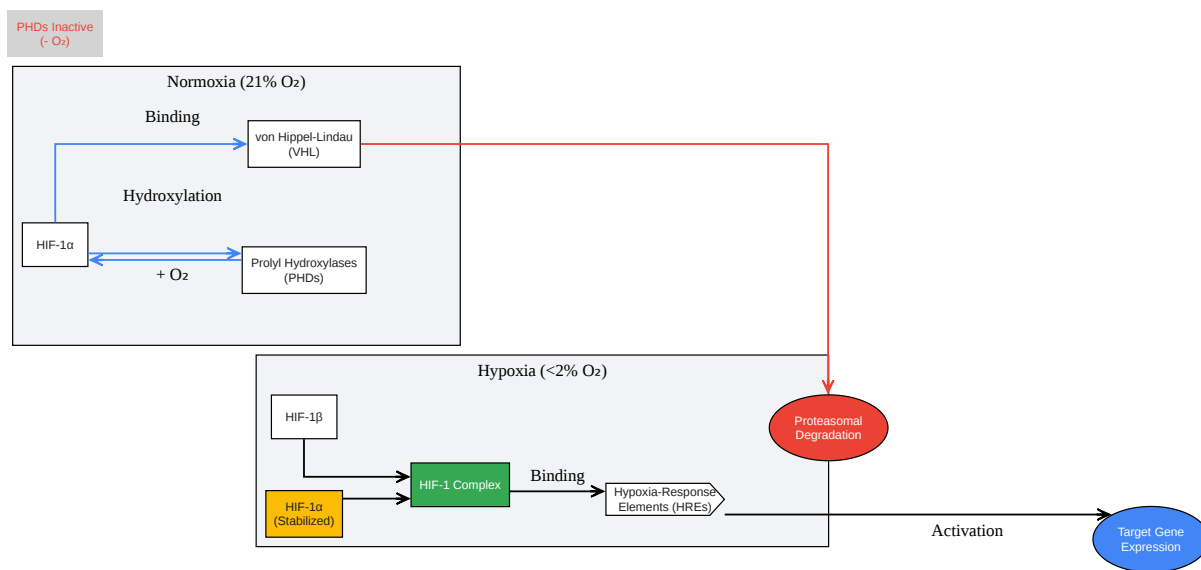 PHDs Inactive
(- O₂)
Normoxia (21% O₂)
Binding
von Hippel-Lindau
(VHL)
Hydroxylation
HIF-1α
Prolyl Hydroxylases
(PHDs)
+ O₂
Hypoxia (<2% O₂)
HIF-1β
Proteasomal
Degradation
HIF-1 Complex
Binding
Hypoxia-Response
Elements (HREs)
HIF-1α
(Stabilized)
Activation
Target Gene
Expression